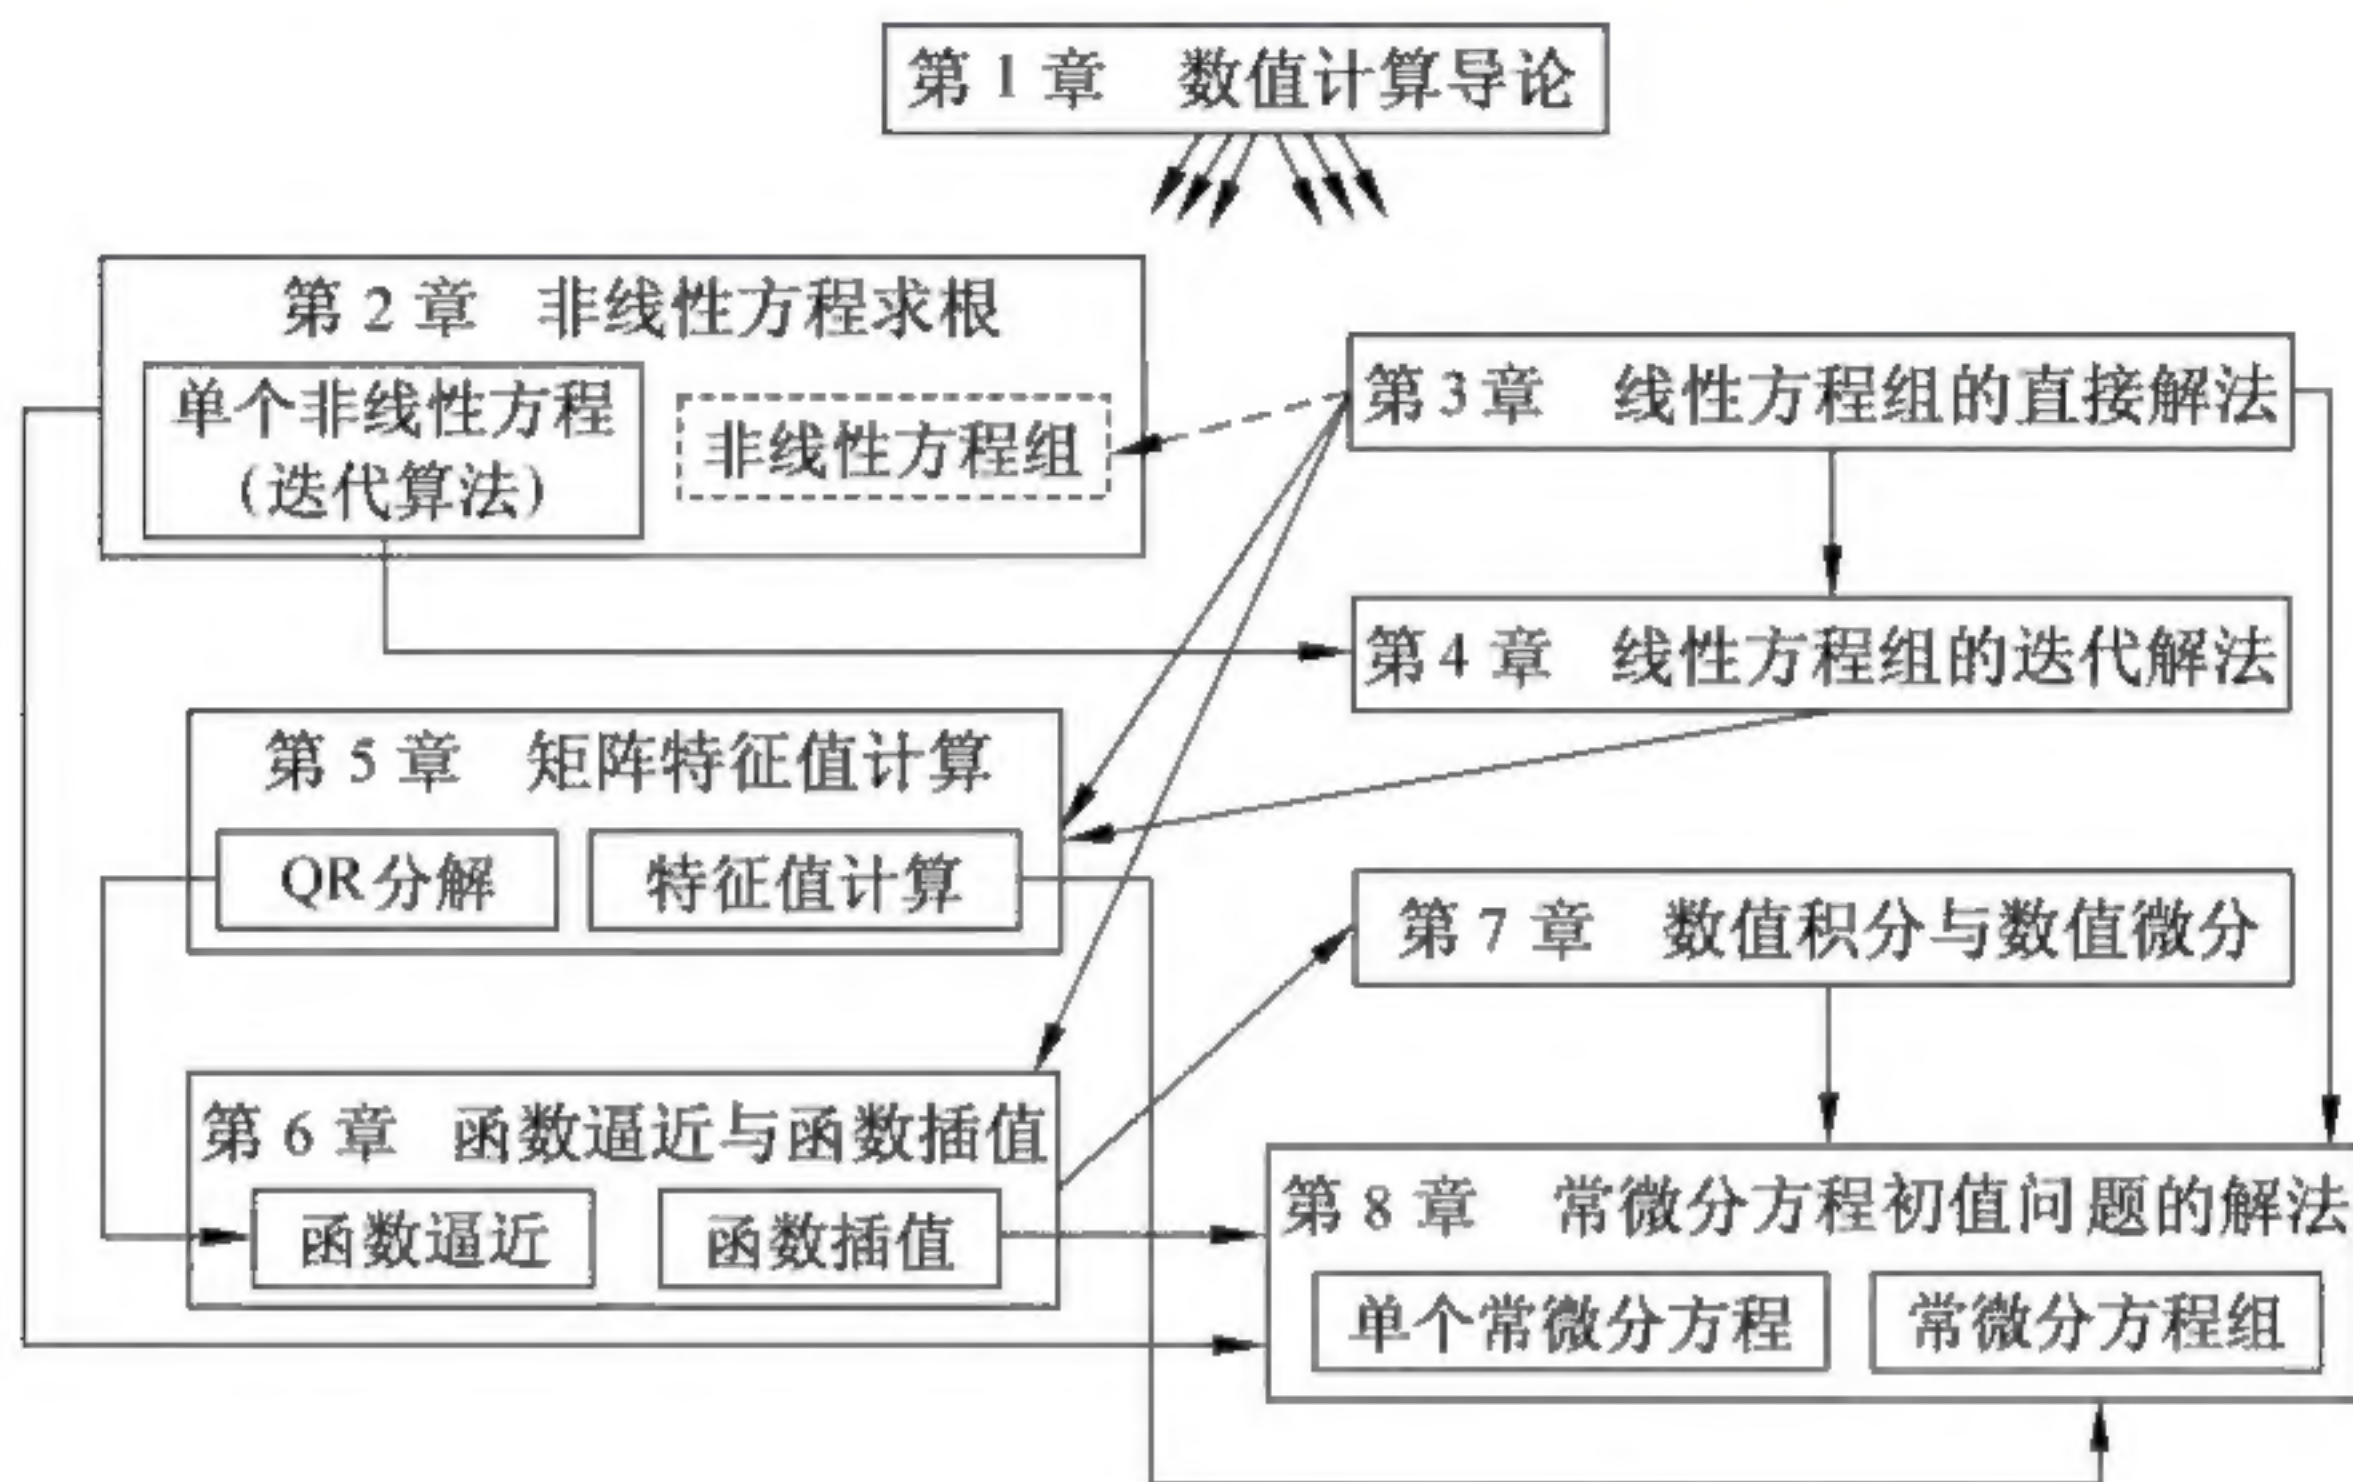 第 1 章 数值计算导论
第 2 章 非线性方程求根
单个非线性方程
(迭代算法)
非线性方程组
第3章 线性方程组的直接解法
第4 章 线性方程组的迭代解法
第 5 章 矩阵特征值计算
QR分解
特征值计算
第 7 章 数值积分与数值微分
第 6 章 函数逼近与函数插值
函数逼近
函数插值
第 8 章 常微分方程初值问题的解法
单个常微分方程
常微分方程组